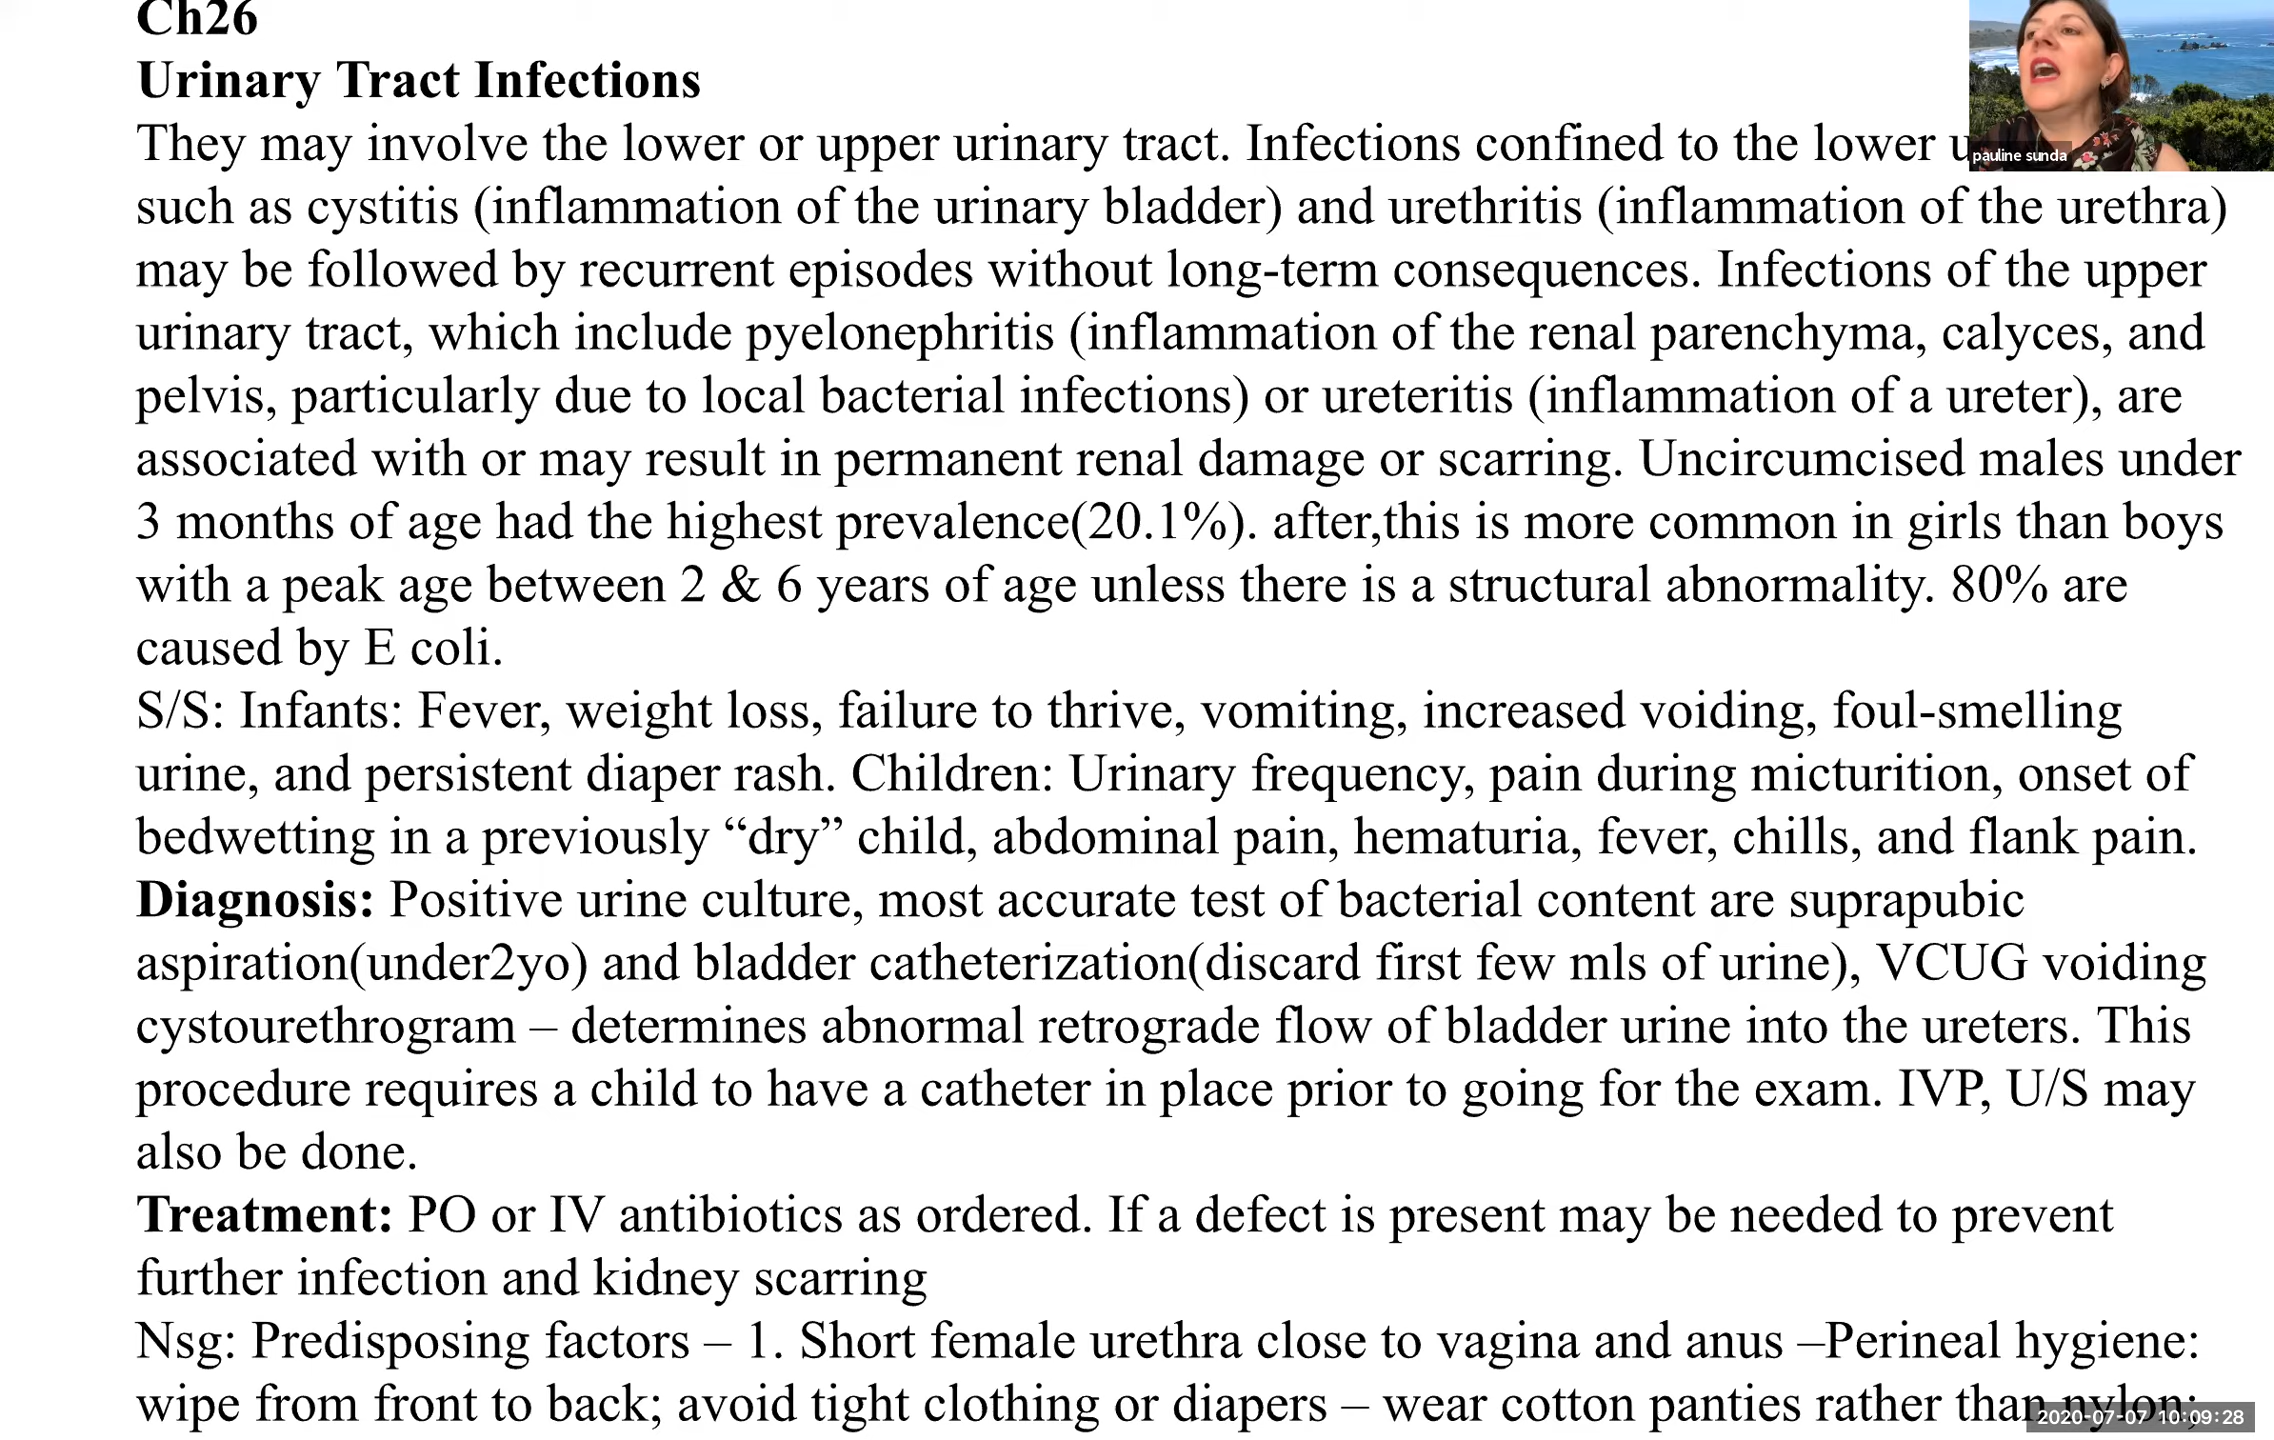 Ch26
Urinary Tract Infections
They may involve the lower or upper urinary tract. Infections confined to the lower u
pauline sunda
such as cystitis (inflammation of the urinary bladder) and urethritis (inflammation of the urethra)
may be followed by recurrent episodes without long-term consequences. Infections of the upper
urinary tract, which include pyelonephritis (inflammation of the renal parenchyma, calyces, and
pelvis, particularly due to local bacterial infections) or ureteritis (inflammation of a ureter), are
associated with or may result in permanent renal damage or scarring. Uncircumcised males under
3 months of age had the highest prevalence(20.1%). after,this is more common in girls than boys
with a peak age between 2 & 6 years of age unless there is a structural abnormality. 80% are
caused by E coli.
S/S: Infants: Fever, weight loss, failure to thrive, vomiting, increased voiding, foul-smelling
urine, and persistent diaper rash. Children: Urinary frequency, pain during micturition, onset of
bedwetting in a previously “dry” child, abdominal pain, hematuria, fever, chills, and flank pain.
Diagnosis: Positive urine culture, most accurate test of bacterial content are suprapubic
aspiration(under2yo) and bladder catheterization(discard first few mls of urine), VCUG voiding
cystourethrogram – determines abnormal retrograde flow of bladder urine into the ureters. This
procedure requires a child to have a catheter in place prior to going for the exam. IVP, U/S may
also be done.
Treatment: PO or IV antibiotics as ordered. If a defect is present may be needed to prevent
further infection and kidney scarring
Nsg: Predisposing factors – 1. Short female urethra close to vagina and anus –Perineal hygiene:
wipe from front to back; avoid tight clothing or diapers – wear cotton panties rather than nylon;
2020-07-07 10:09:28